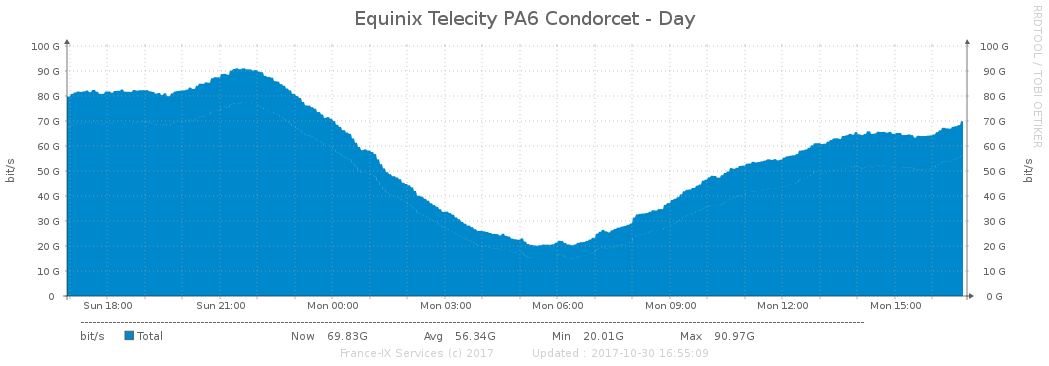 Equinix Telecity PA6 Condorcet - Day
RRDTOOL / TOBI OETIKER
bit/s
100 G 100 G
90 G 90 G
80 G 80 G
70 G 70 G
60 G 60 G
50 G 50 G
40 G 40 G
30 G 30 G
20 G 20 G
10 G 10 G
0 0 G
bit/s
Sun 18:00 Sun 21:00 Mon 00:00 Mon 03:00 Mon 06:00 Mon 09:00 Mon 12:00 Mon 15:00
bit/s Total Now 69.83G Avg 56.34G Min 20.01G Max 90.97G
France-IX Services (c) 2017 Updated : 2017-10-30 16:55:09